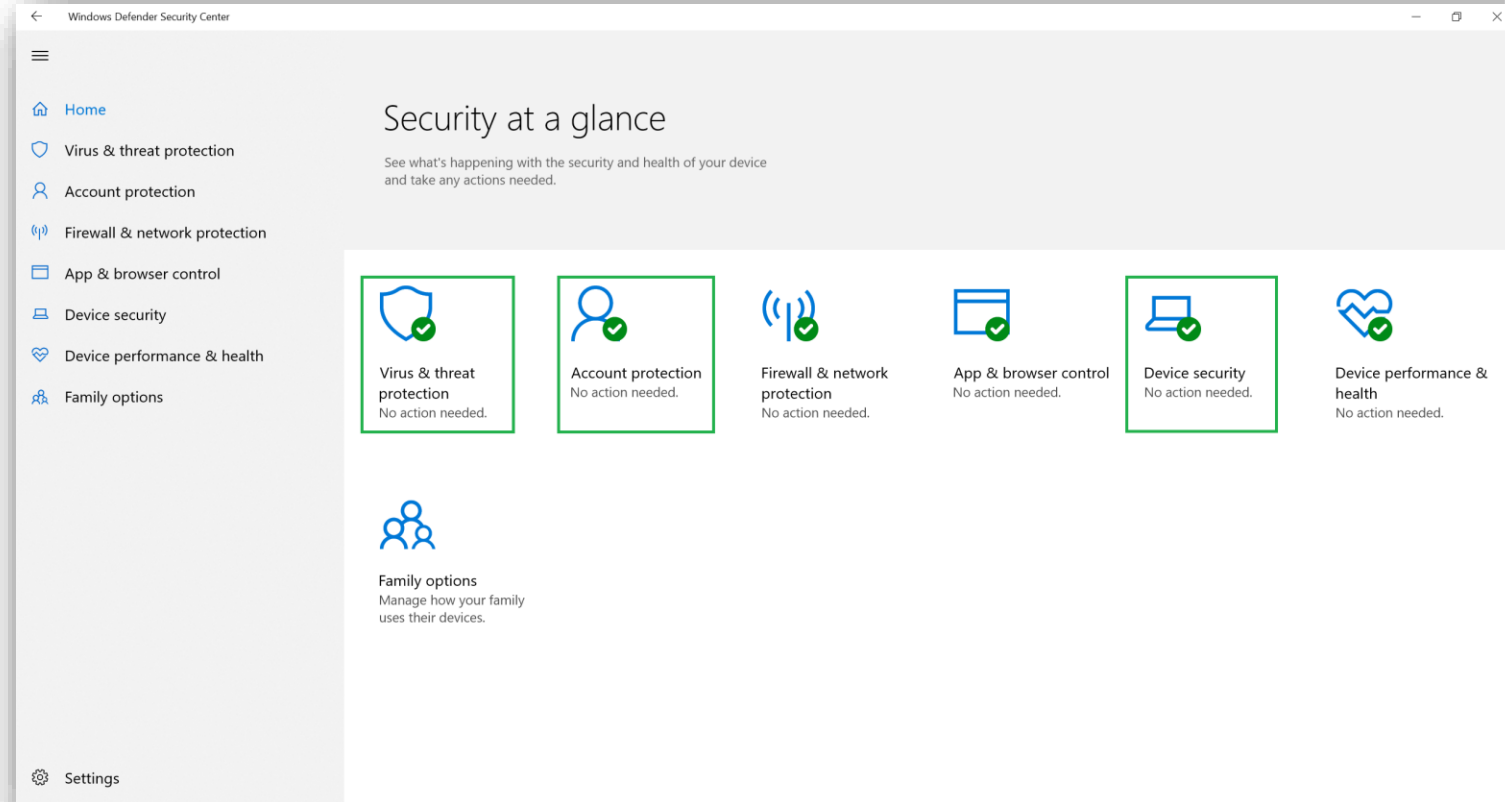 Windows Defender Security Center
Home
Virus & threat protection
Account protection
Firewall & network protection
App & browser control
Device security
Device performance & health
Family options
Settings
Security at a glance
See what's happening with the security and health of your device
and take any actions needed.
Virus & threat
protection
No action needed.
Account protection
No action needed.
Firewall & network
protection
No action needed.
App & browser control
No action needed.
Device security
No action needed.
Device performance &
health
No action needed.
Family options
Manage how your family
uses their devices.